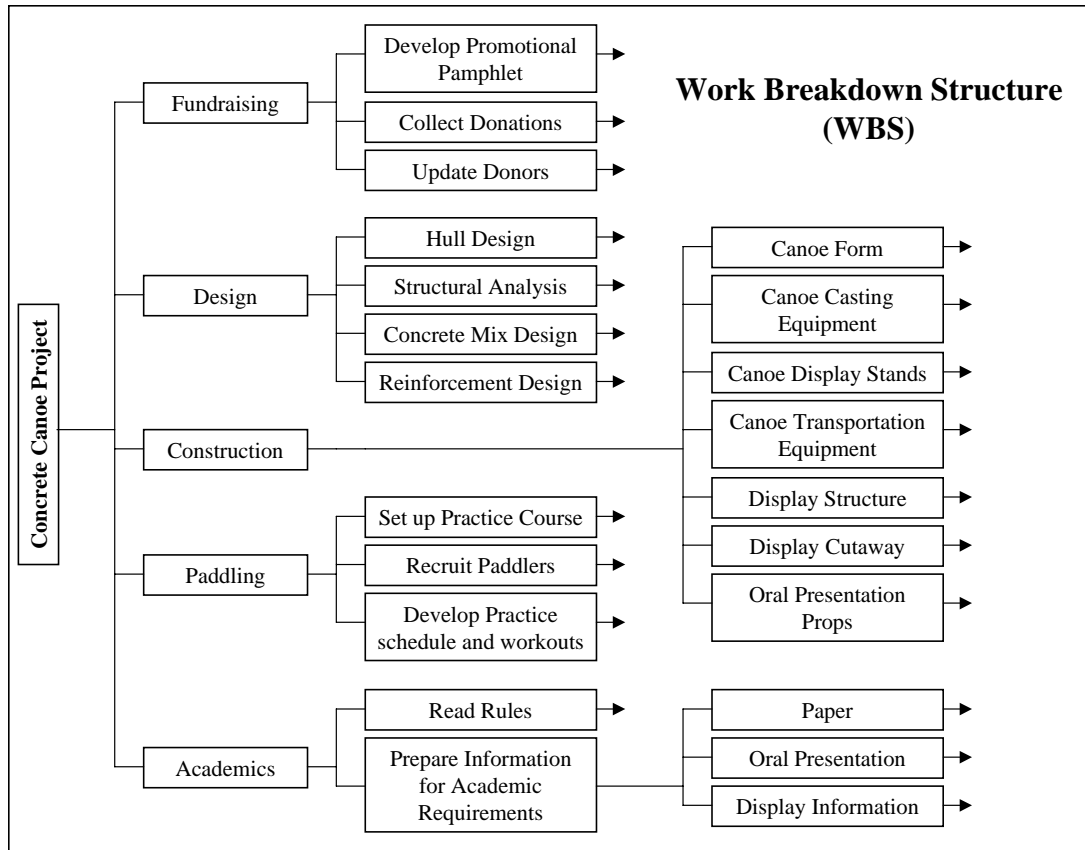 Work Breakdown Structure
(WBS)
Concrete Canoe Project
Fundraising
Develop Promotional
Pamphlet
Collect Donations
Update Donors
Design
Hull Design
Structural Analysis
Concrete Mix Design
Reinforcement Design
Construction
Canoe Form
Canoe Casting
Equipment
Canoe Display Stands
Canoe Transportation
Equipment
Display Structure
Display Cutaway
Oral Presentation
Props
Paddling
Set up Practice Course
Recruit Paddlers
Develop Practice
schedule and workouts
Academics
Read Rules
Prepare Information
for Academic
Requirements
Paper
Oral Presentation
Display Information